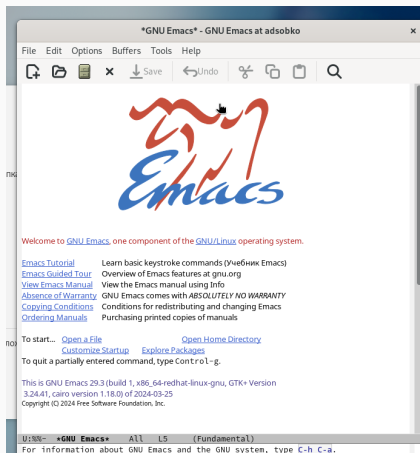 *GNU Emacs* - GNU Emacs at adsobko
File Edit Options Buffers Tools Help
Save Undo
Emacs
Welcome to GNU Emacs, one component of the GNU/Linux operating system.
Emacs Tutorial Learn basic keystroke commands (Учебник Emacs)
Emacs Guided Tour Overview of Emacs features at gnu.org
View Emacs Manual View the Emacs manual using Info
Absence of Warranty GNU Emacs comes with ABSOLUTELY NO WARRANTY
Copying Conditions Conditions for redistributing and changing Emacs
Ordering Manuals Purchasing printed copies of manuals
To start... Open a File Open Home Directory
Customize Startup Explore Packages
To quit a partially entered command, type Control-g.
This is GNU Emacs 29.3 (build 1, x86_64-redhat-linux-gnu, GTK+ Version
3.24.41, cairo version 1.18.0) of 2024-03-25
Copyright (C) 2024 Free Software Foundation, Inc.
U:%%- *GNU Emacs* All L5 (Fundamental)
For information about GNU Emacs and the GNU system, type C-h C-a.